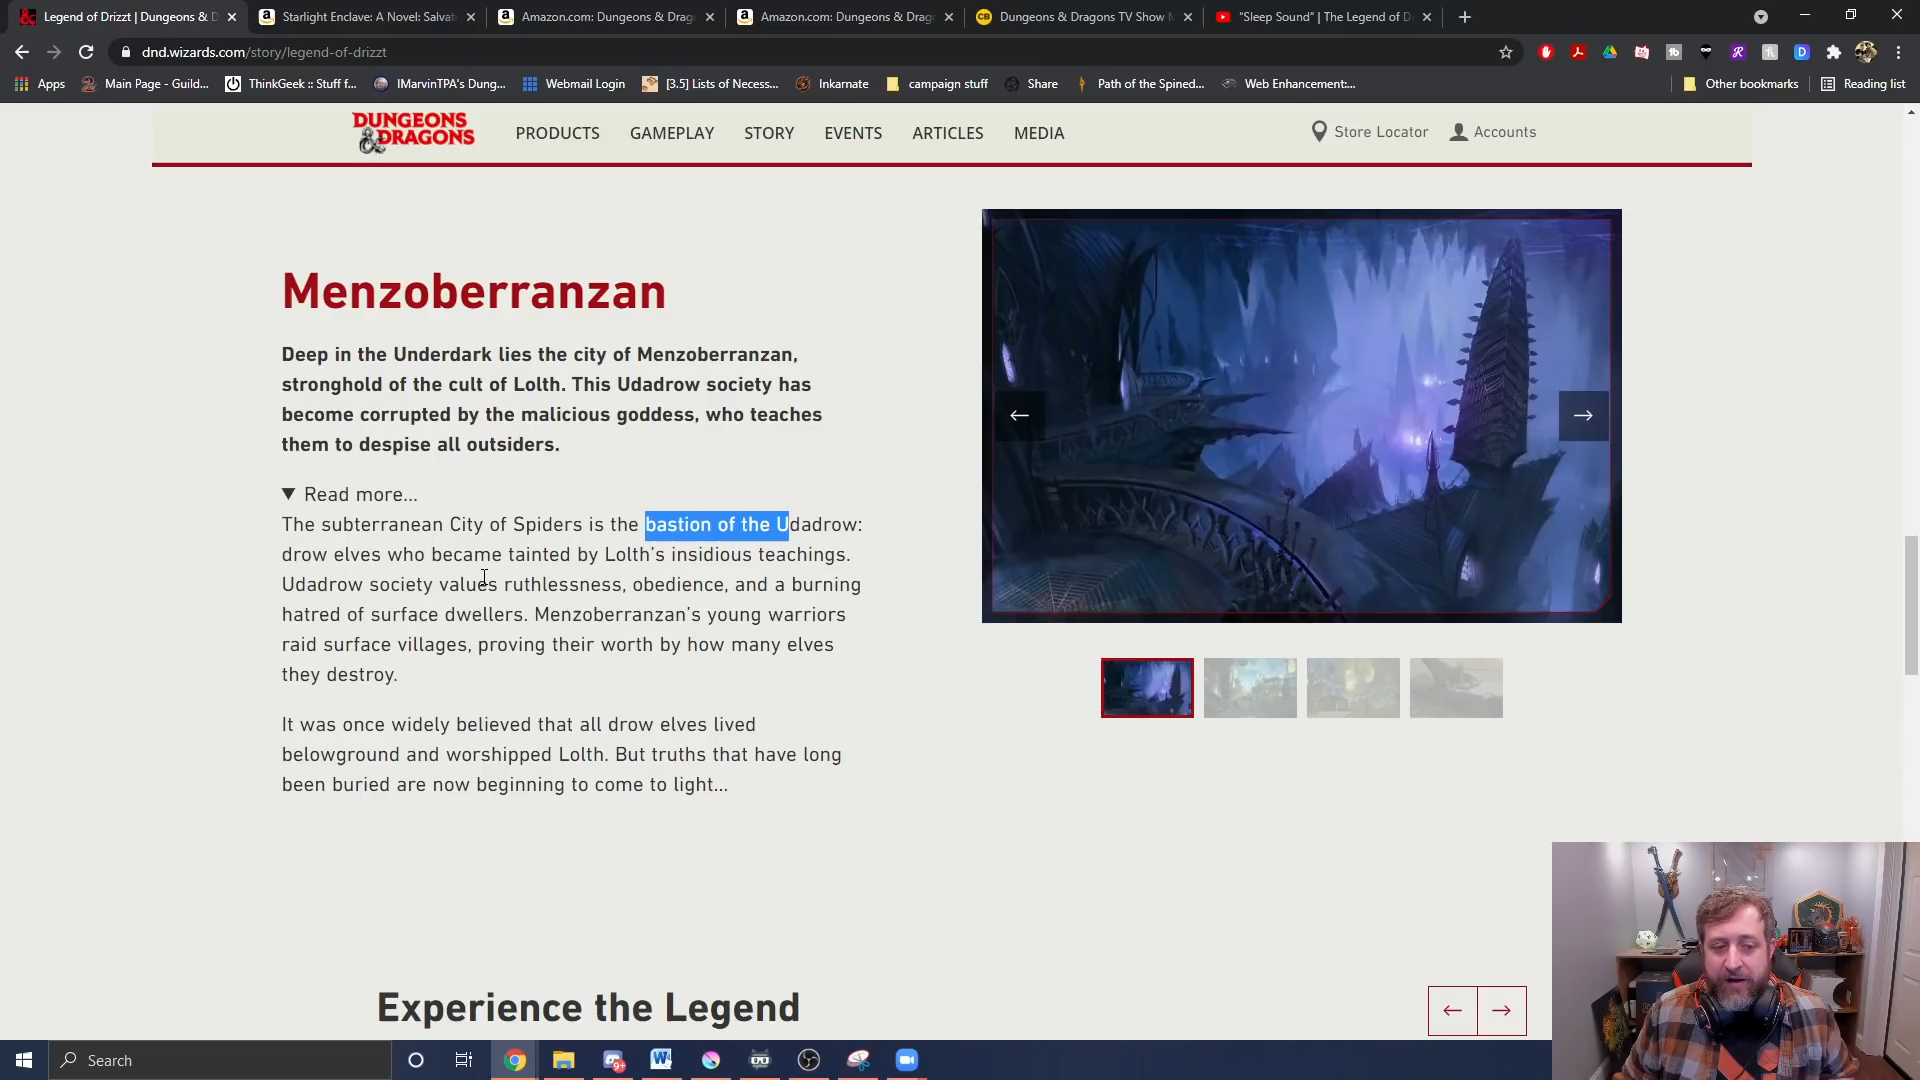 Legend of Drizzt | Dungeons & D
Starlight Enclave: A Novel: Salvat
Amazon.com: Dungeons & Drag
Amazon.com: Dungeons & Drago
Dungeons & Dragons TV Show
"Sleep Sound" | The Legend of D
dnd.wizards.com/story/legend-of-drizzt
Apps
Main Page - Guild...
ThinkGeek :: Stuff f...
IMarvinTPA's Dung...
Webmail Login
[3.5] Lists of Necess...
Inkarnate
campaign stuff
Share
Path of the Spined...
Web Enhancement:...
Other bookmarks
Reading list
DUNGEONS & DRAGONS
PRODUCTS
GAMEPLAY
STORY
EVENTS
ARTICLES
MEDIA
Store Locator
Accounts
Menzoberranzan
Deep in the Underdark lies the city of Menzoberranzan,
stronghold of the cult of Lolth. This Udadrow society has
become corrupted by the malicious goddess, who teaches
them to despise all outsiders.
Read more...
The subterranean City of Spiders is the bastion of the Udadrow:
drow elves who became tainted by Lolth's insidious teachings.
Udadrow society values ruthlessness, obedience, and a burning
hatred of surface dwellers. Menzoberranzan's young warriors
raid surface villages, proving their worth by how many elves
they destroy.
It was once widely believed that all drow elves lived
belowground and worshipped Lolth. But truths that have long
been buried are now beginning to come to light...
Experience the Legend
Search
9+